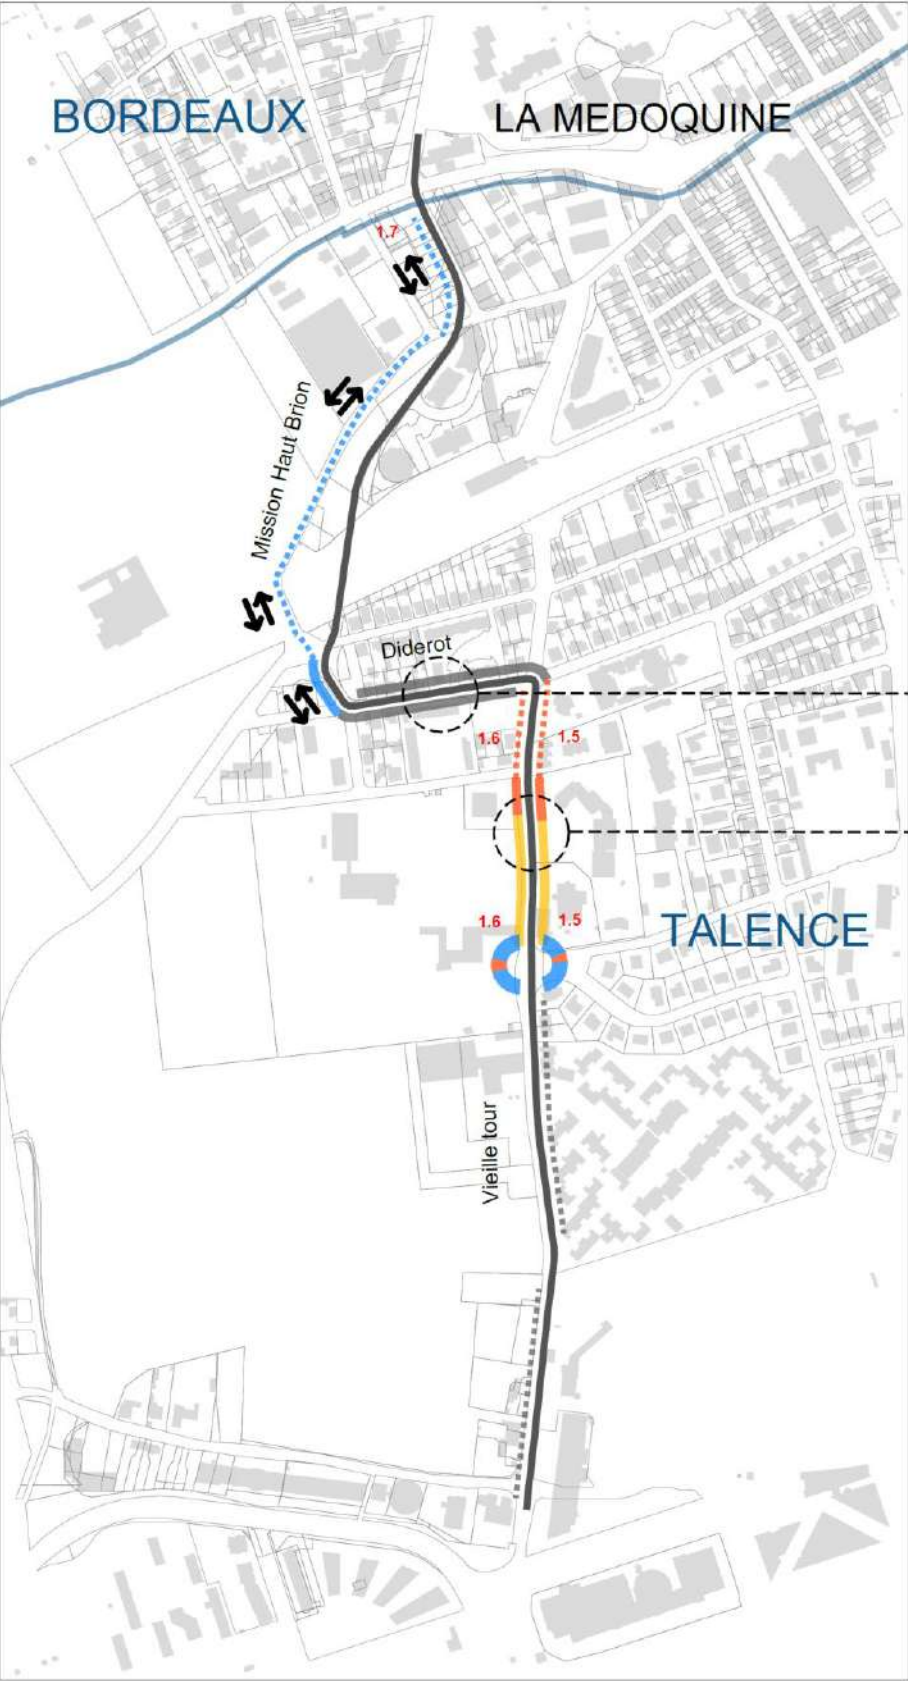 BORDEAUX
LA MEDOQUINE
1.7
Mission Haut Brion
Diderot
1.6
1.5
1.6
1.5
TALENCE
Vieille tour